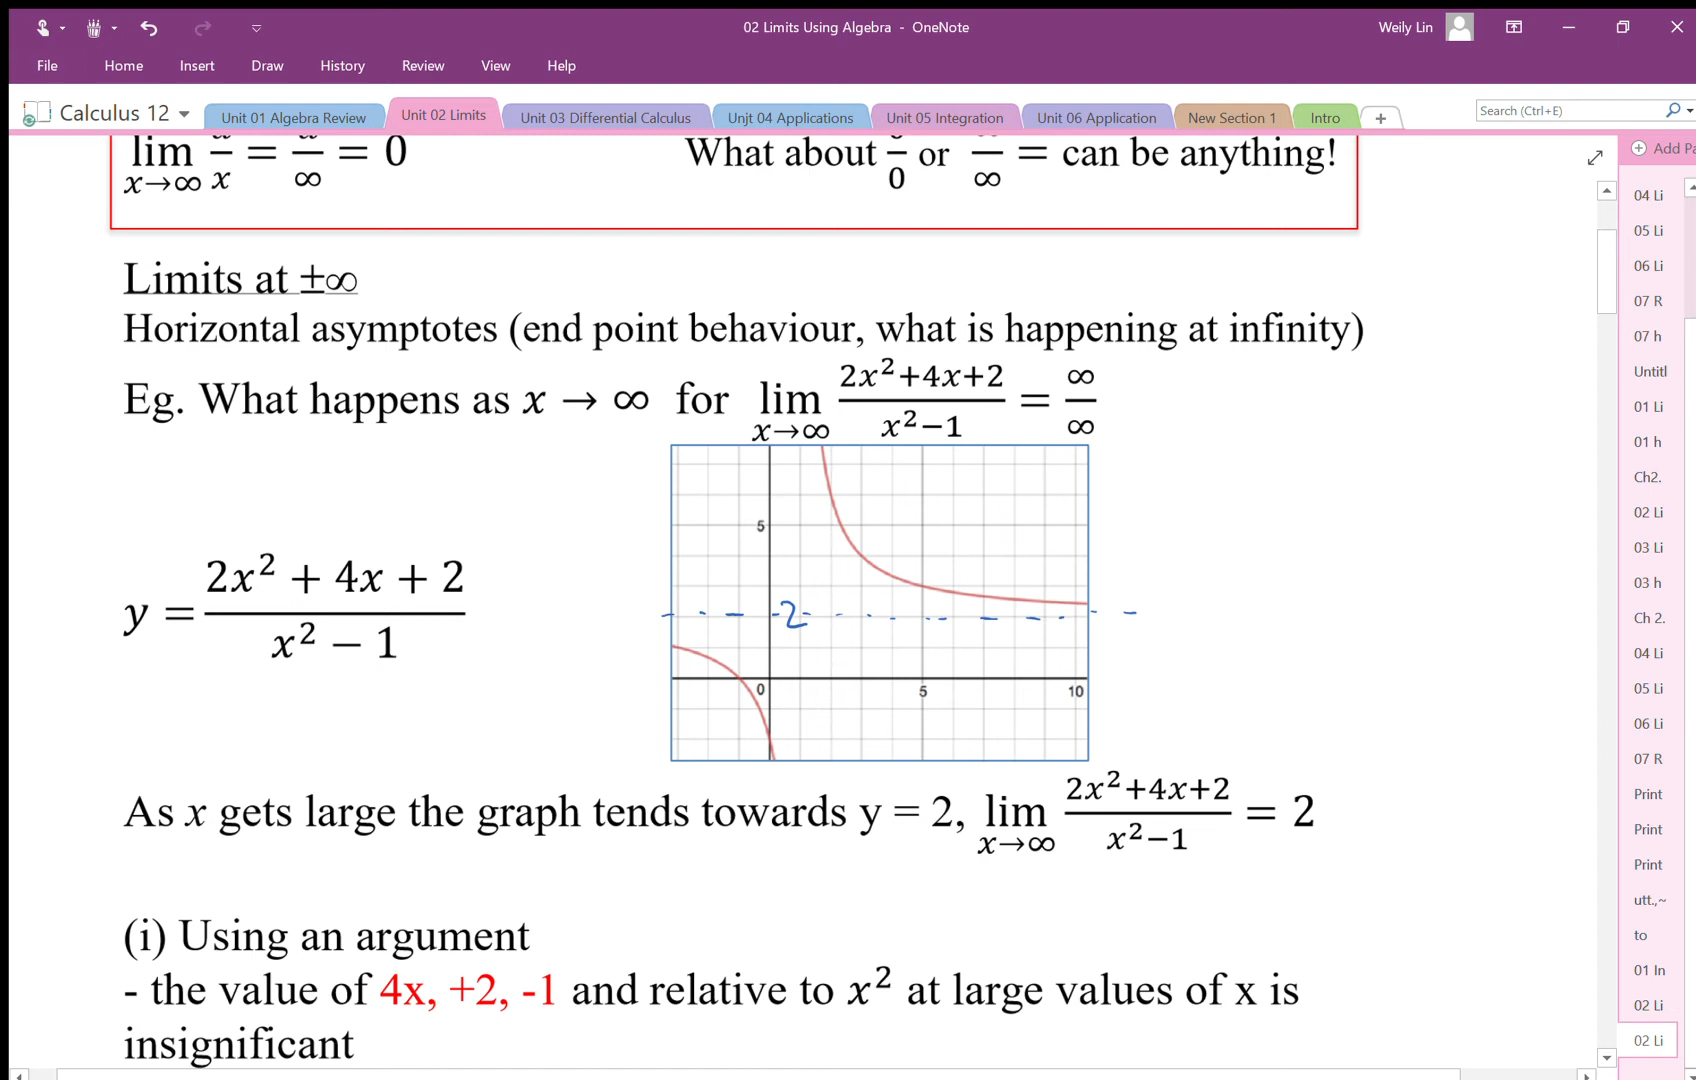 02 Limits Using Algebra - OneNote
Weily Lin
File Home Insert Draw History Review View Help
Calculus 12
Unit 01 Algebra Review
Unit 02 Limits
Unit 03 Differential Calculus
Unjt 04 Applications
Unit 05 Integration
Unit 06 Application
New Section 1
Intro
Search (Ctrl+E)
lim x→∞ /x = /∞ = 0
What about /0 or /∞ = can be anything!
Limits at ±∞
Horizontal asymptotes (end point behaviour, what is happening at infinity)
Eg. What happens as x → ∞ for lim x→∞ (2x²+4x+2)/(x²−1) = ∞/∞
5
2
0 5 10
y = (2x² + 4x + 2)/(x² − 1)
As x gets large the graph tends towards y = 2, lim x→∞ (2x²+4x+2)/(x²−1) = 2
(i) Using an argument
- the value of 4x, +2, -1 and relative to x² at large values of x is
insignificant
Add Pa
04 Li
05 Li
06 Li
07 R
07 h
Untitl
01 Li
01 h
Ch2.
02 Li
03 Li
03 h
Ch 2.
04 Li
05 Li
06 Li
07 R
Print
Print
Print
utt.,~
to
01 In
02 Li
02 Li